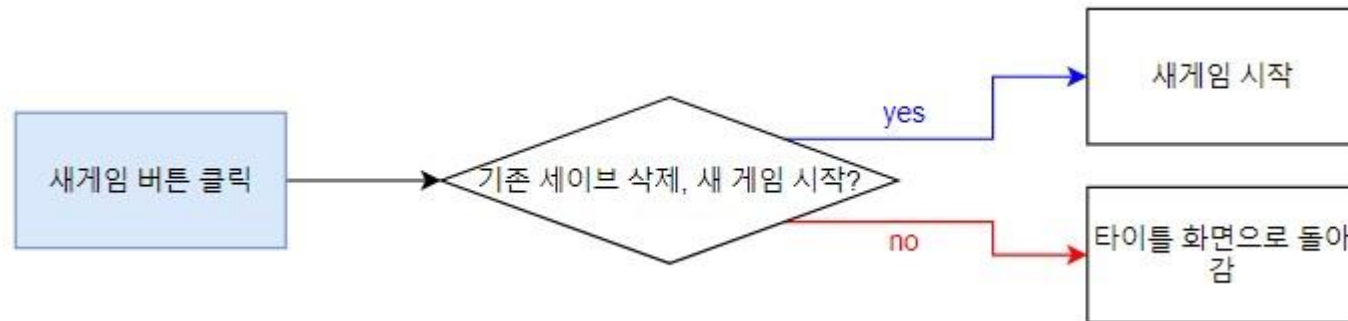 새게임 버튼 클릭
기존 세이브 삭제, 새 게임 시작?
yes
새게임 시작
no
타이틀 화면으로 돌아
감